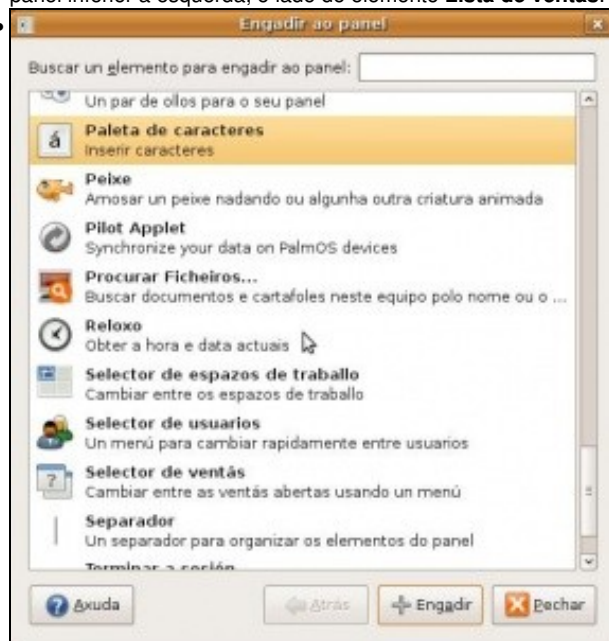 panel inferior á esquerda, o lado do elemento Lista de ventás.
Engadir ao panel
Buscar un elemento para engadir ao panel:
Un par de ollos para o seu panel
Paleta de caracteres
Inserir caracteres
Peixe
Amosar un peixe nadando ou algunha outra criatura animada
Pilot Applet
Synchronize your data on PalmOS devices
Procurar Ficheiros...
Buscar documentos e cartafoles neste equipo polo nome ou o ...
Reloxo
Obter a hora e data actuais
Selector de espazos de traballo
Cambiar entre os espazos de traballo
Selector de usuarios
Un menú para cambiar rapidamente entre usuarios
Selector de ventás
Cambiar entre as ventás abertas usando un menú
Separador
Un separador para organizar os elementos do panel
Terminar a sesión
Axuda
Atrás
Engadir
Pechar